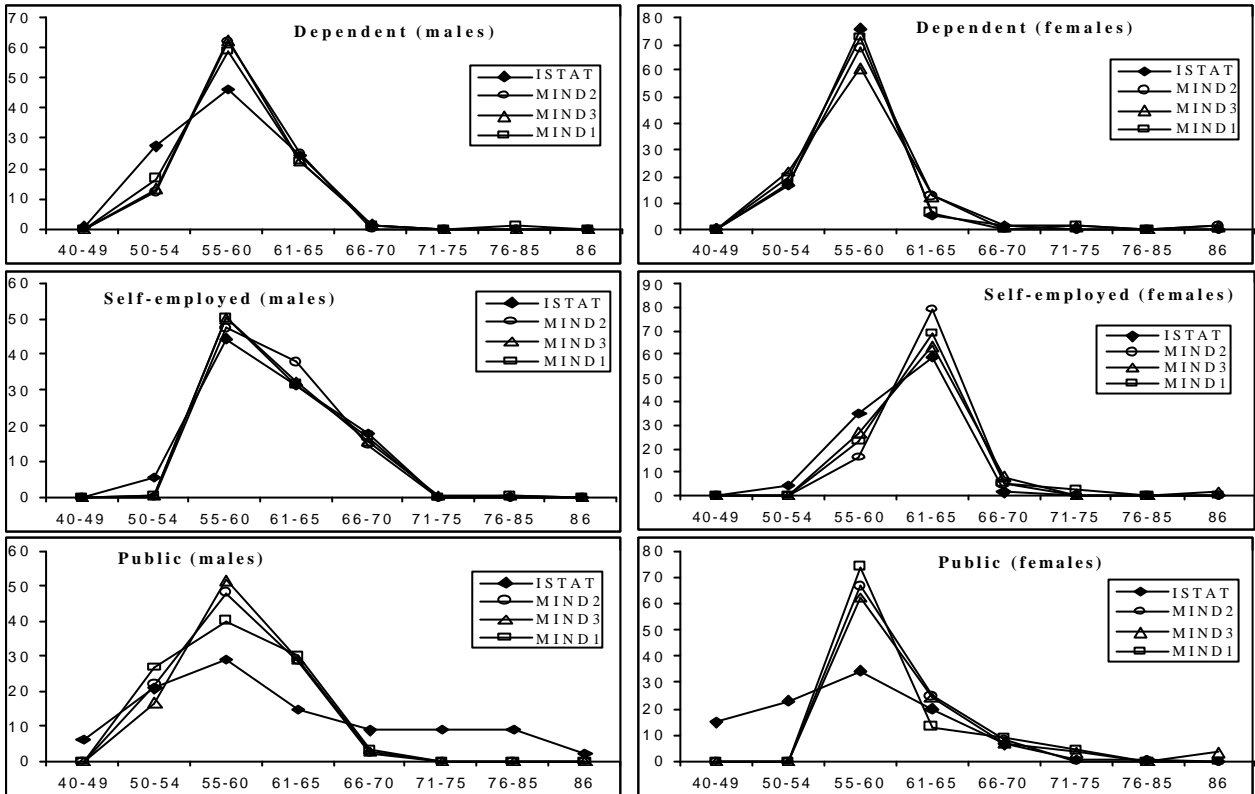 Dependent (males)
70
60
50
40
30
20
10
0
ISTAT
MIND2
MIND3
MIND1
40-49 50-54 55-60 61-65 66-70 71-75 76-85 86
Dependent (females)
80
70
60
50
40
30
20
10
0
ISTAT
MIND2
MIND3
MIND1
40-49 50-54 55-60 61-65 66-70 71-75 76-85 86
Self-employed (males)
60
50
40
30
20
10
0
ISTAT
MIND2
MIND3
MIND1
40-49 50-54 55-60 61-65 66-70 71-75 76-85 86
Self-employed (females)
90
80
70
60
50
40
30
20
10
0
ISTAT
MIND2
MIND3
MIND1
40-49 50-54 55-60 61-65 66-70 71-75 76-85 86
Public (males)
60
50
40
30
20
10
0
ISTAT
MIND2
MIND3
MIND1
40-49 50-54 55-60 61-65 66-70 71-75 76-85 86
Public (females)
80
70
60
50
40
30
20
10
0
ISTAT
MIND2
MIND3
MIND1
40-49 50-54 55-60 61-65 66-70 71-75 76-85 86